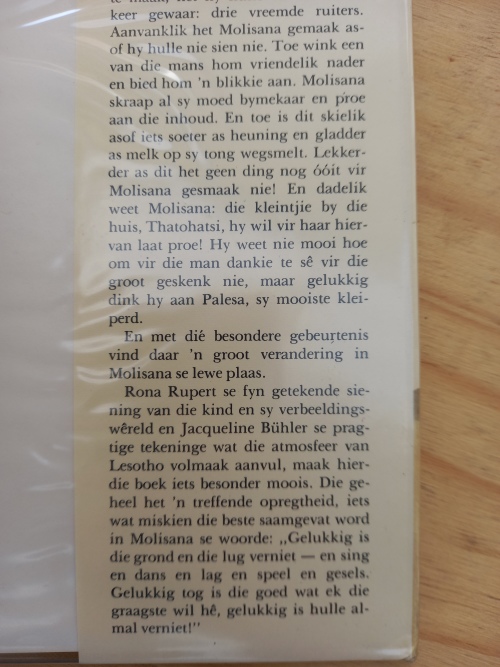 keer gewaar: drie vreemde ruiters.
Aanvanklik het Molisana gemaak as-
of hy hulle nie sien nie. Toe wink een
van die mans hom vriendelik nader
en bied hom 'n blikkie aan. Molisana
skraap al sy moed bymekaar en proe
aan die inhoud. En toe is dit skielik
asof iets soeter as heuning en gladder
as melk op sy tong wegsmelt. Lekker-
der as dit het geen ding nog óóit vir
Molisana gesmaak nie! En dadelik
weet Molisana: die kleintjie by die
huis, Thatohatsi, hy wil vir haar hier-
van laat proe! Hy weet nie mooi hoe
om vir die man dankie te sê vir die
groot geskenk nie, maar gelukkig
dink hy aan Palesa, sy mooiste klei-
perd.
En met dié besondere gebeurtenis
vind daar 'n groot verandering in
Molisana se lewe plaas.
Rona Rupert se fyn getekende sie-
ning van die kind en sy verbeeldings-
wêreld en Jacqueline Bühler se prag-
tige tekeninge wat die atmosfeer van
Lesotho volmaak aanvul, maak hier-
die boek iets besonder moois. Die ge-
heel het 'n treffende opregtheid, iets
wat miskien die beste saamgevat word
in Molisana se woorde: „Gelukkig is
die grond en die lug verniet — en sing
en dans en lag en speel en gesels.
Gelukkig tog is die goed wat ek die
graagste wil hê, gelukkig is hulle al-
mal verniet!"